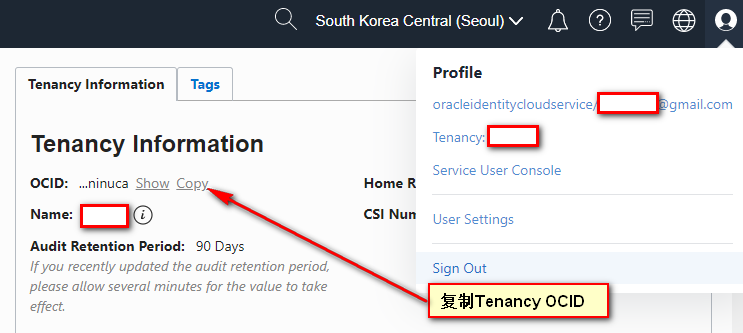 South Korea Central (Seoul)
Tenancy Information
Tags
Tenancy Information
OCID: ...ninuca Show Copy
Home R
Name:
CSI Num
Audit Retention Period: 90 Days
If you recently updated the audit retention period,
please allow several minutes for the value to take
effect.
Profile
oracleidentitycloudservice/
@gmail.com
Tenancy:
Service User Console
User Settings
Sign Out
复制Tenancy OCID